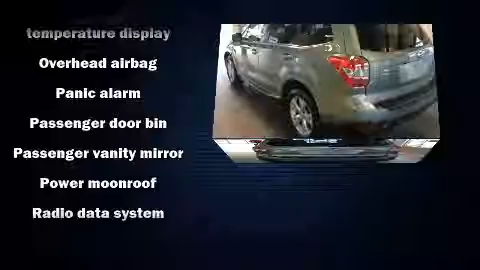 temperature display
Overhead airbag
Panic alarm
Passenger door bin
Passenger vanity mirror
Power moonroof
Radio data system